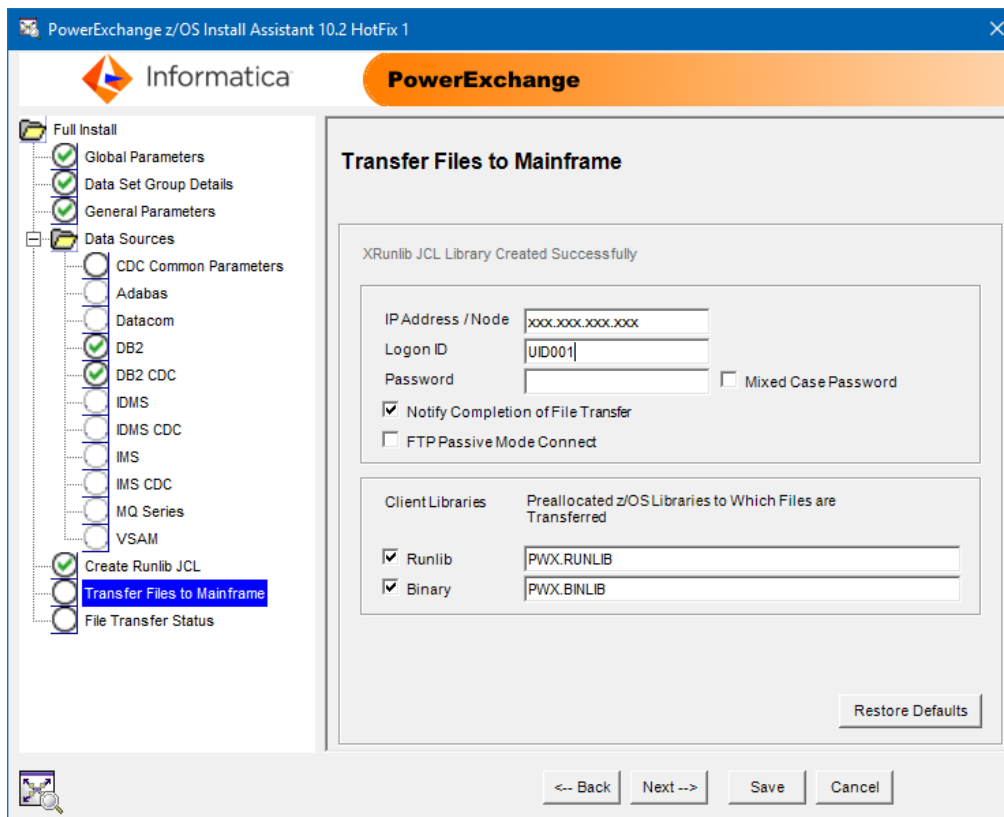 PowerExchange z/OS Install Assistant 10.2 HotFix 1
Informatica
PowerExchange
Full Install
Global Parameters
Data Set Group Details
General Parameters
Data Sources
CDC Common Parameters
Adabas
Datacom
DB2
DB2 CDC
IDMS
IDMS CDC
IMS
IMS CDC
MQ Series
VSAM
Create Runlib JCL
Transfer Files to Mainframe
File Transfer Status
Transfer Files to Mainframe
XRunlib JCL Library Created Successfully
IP Address / Node xxx.xxx.xxx.xxx
Logon ID UID001
Password Mixed Case Password
Notify Completion of File Transfer
FTP Passive Mode Connect
Client Libraries Preallocated z/OS Libraries to Which Files are
Transferred
Runlib PWX.RUNLIB
Binary PWX.BINLIB
Restore Defaults
<-- Back Next --> Save Cancel